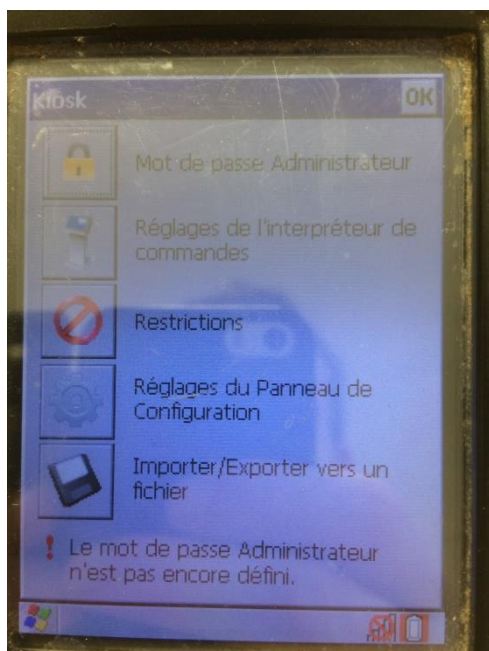 Kiosk
OK
Mot de passe Administrateur
Réglages de l'interpréteur de
commandes
Restrictions
Réglages du Panneau de
Configuration
Importer/Exporter vers un
fichier
! Le mot de passe Administrateur
n'est pas encore défini.